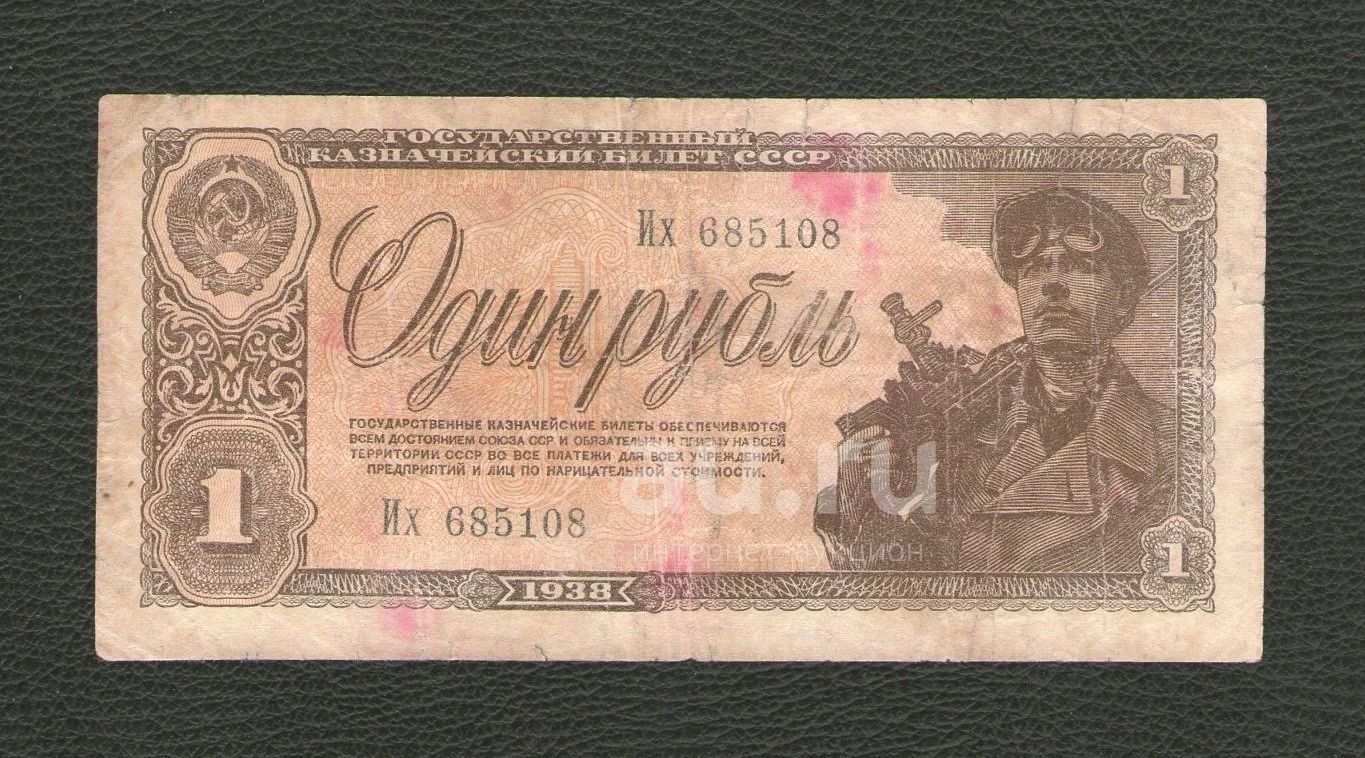 ГОСУДАРСТВЕННЫЙ
КАЗНАЧЕЙСКИЙ БИЛЕТ СССР
1
Их 685108
Один рубль
ГОСУДАРСТВЕННЫЕ КАЗНАЧЕЙСКИЕ БИЛЕТЫ ОБЕСПЕЧИВАЮТСЯ
ВСЕМ ДОСТОЯНИЕМ СОЮЗА ССР И ОБЯЗАТЕЛЬНЫ К ПРИЕМУ НА ВСЕЙ
ТЕРРИТОРИИ СССР ВО ВСЕ ПЛАТЕЖИ ДЛЯ ВСЕХ УЧРЕЖДЕНИЙ,
ПРЕДПРИЯТИЙ И ЛИЦ ПО НАРИЦАТЕЛЬНОЙ СТОИМОСТИ.
au.ru
интернет-аукцион
1
Их 685108
1
1938